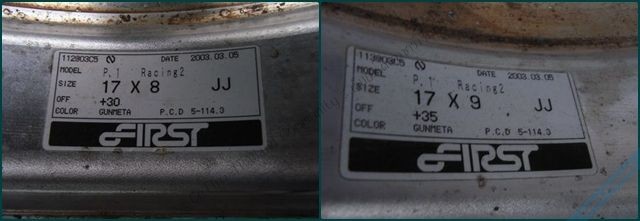 112803C5 DATE 2003.03.05
MODEL P.1 Racing2
SIZE 17 X 8 JJ
OFF +30
COLOR GUNMETA P.C.D 5-114.3
FIRST
113903C5 DATE 2003.03.05
MODEL P.1 Racing2
SIZE 17 X 9 JJ
OFF +35
COLOR GUNMETA P.C.D 5-114.3
FIRST